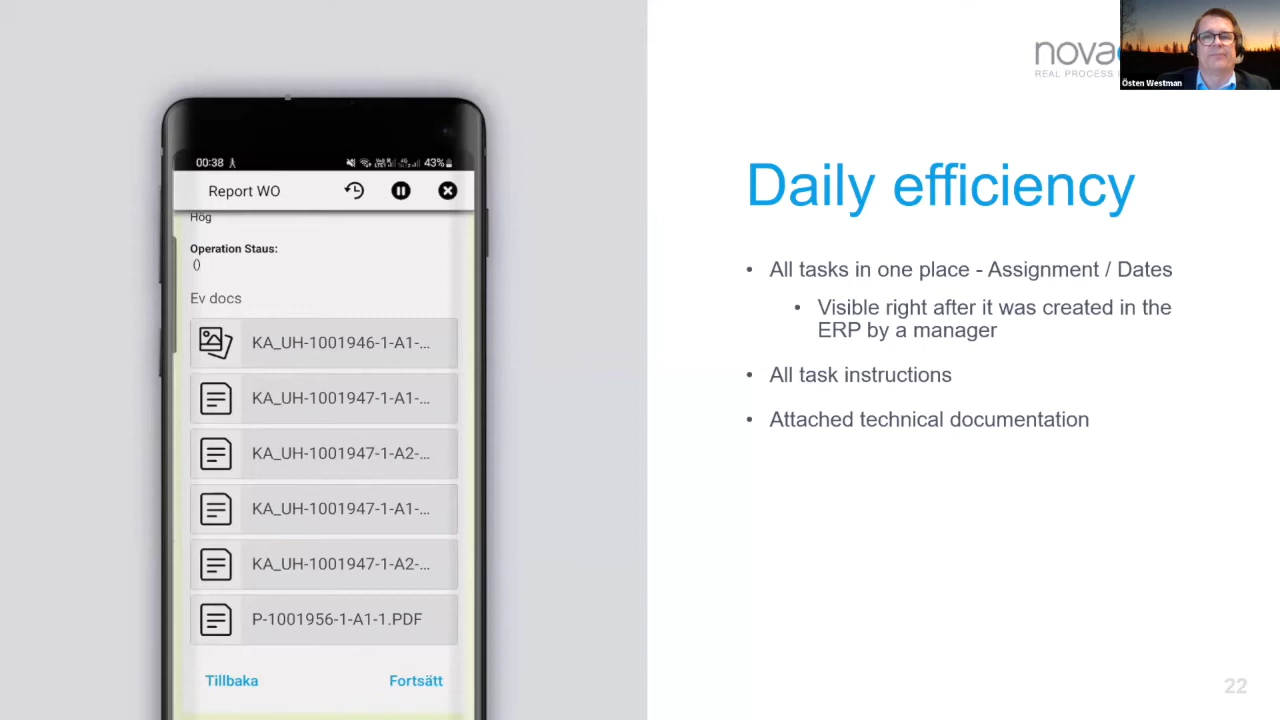 00:38
43%
Report WO
Hög
Operation Staus:
()
Ev docs
KA_UH-1001946-1-A1-...
KA_UH-1001947-1-A1-...
KA_UH-1001947-1-A2-...
KA_UH-1001947-1-A1-...
KA_UH-1001947-1-A2-...
P-1001956-1-A1-1.PDF
Tillbaka
Fortsätt
REAL PROCESS
Östen Westman
Daily efficiency
• All tasks in one place - Assignment / Dates
• Visible right after it was created in the
ERP by a manager
• All task instructions
• Attached technical documentation
22